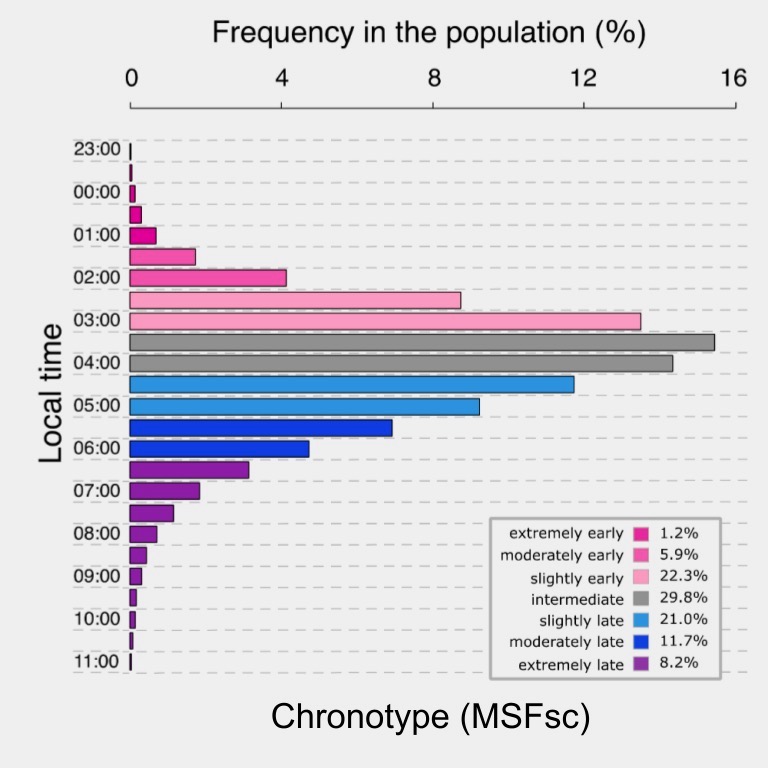 Frequency in the population (%)
0 4 8 12 16
23:00
00:00
01:00
02:00
03:00
04:00
05:00
06:00
07:00
08:00
09:00
10:00
11:00
Local time
extremely early 1.2%
moderately early 5.9%
slightly early 22.3%
intermediate 29.8%
slightly late 21.0%
moderately late 11.7%
extremely late 8.2%
Chronotype (MSFsc)